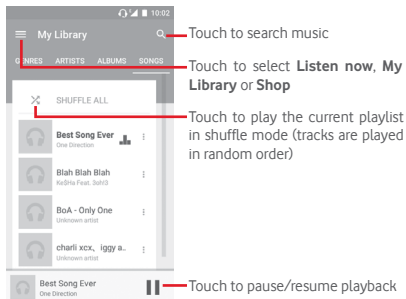 10:02
My Library
Touch to search music
GENRES ARTISTS ALBUMS SONGS
Touch to select Listen now, My
Library or Shop
SHUFFLE ALL
Touch to play the current playlist
in shuffle mode (tracks are played
in random order)
Best Song Ever
One Direction
Blah Blah Blah
Ke$Ha Feat. 3oh!3
BoA - Only One
Unknown artist
charli xcx、iggy a..
Unknown artist
Best Song Ever
One Direction
Touch to pause/resume playback